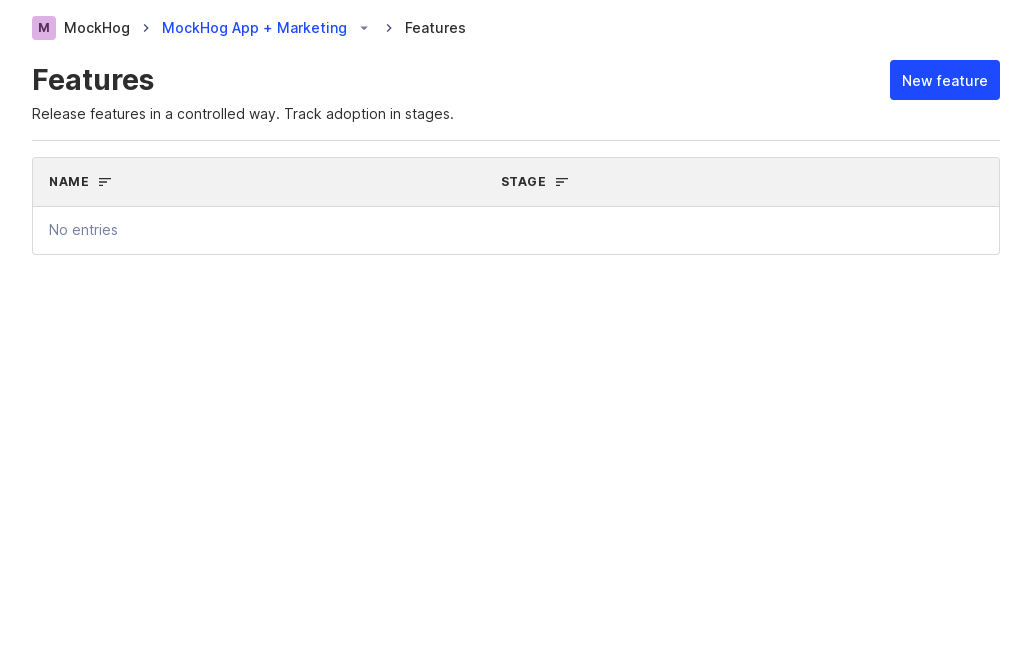 M MockHog MockHog App + Marketing Features
Features
New feature
Release features in a controlled way. Track adoption in stages.
NAME STAGE
No entries